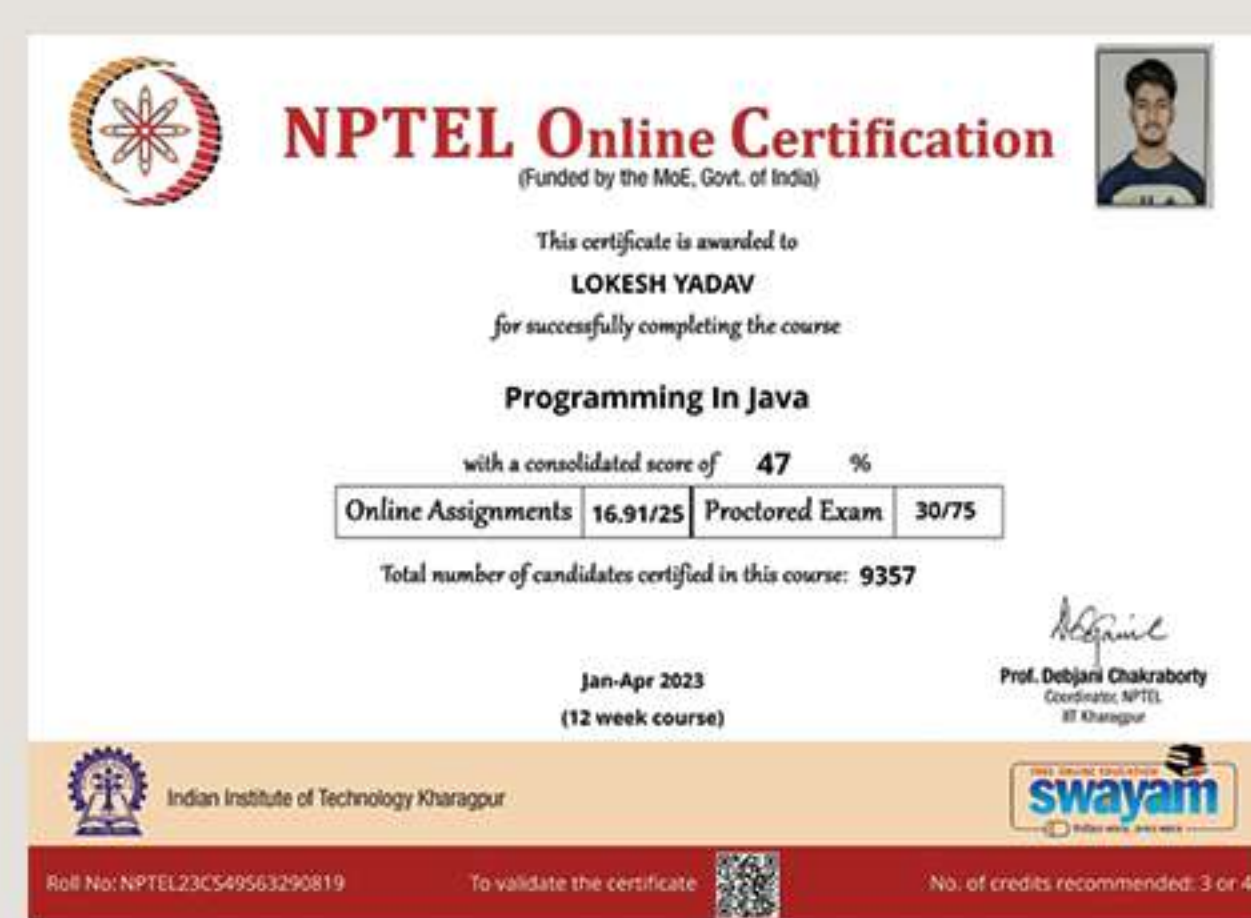 NPTEL Online Certification
(Funded by the MoE, Govt. of India)
This certificate is awarded to
LOKESH YADAV
for successfully completing the course
Programming In Java
with a consolidated score of 47 %
Online Assignments 16.91/25 Proctored Exam 30/75
Total number of candidates certified in this course: 9357
Jan-Apr 2023
(12 week course)
Prof. Debjani Chakraborty
Coordinator, NPTEL
IIT Kharagpur
Indian Institute of Technology Kharagpur
FREE ONLINE EDUCATION
swayam
Roll No: NPTEL23CS49S63290819 To validate the certificate No. of credits recommended: 3 or 4